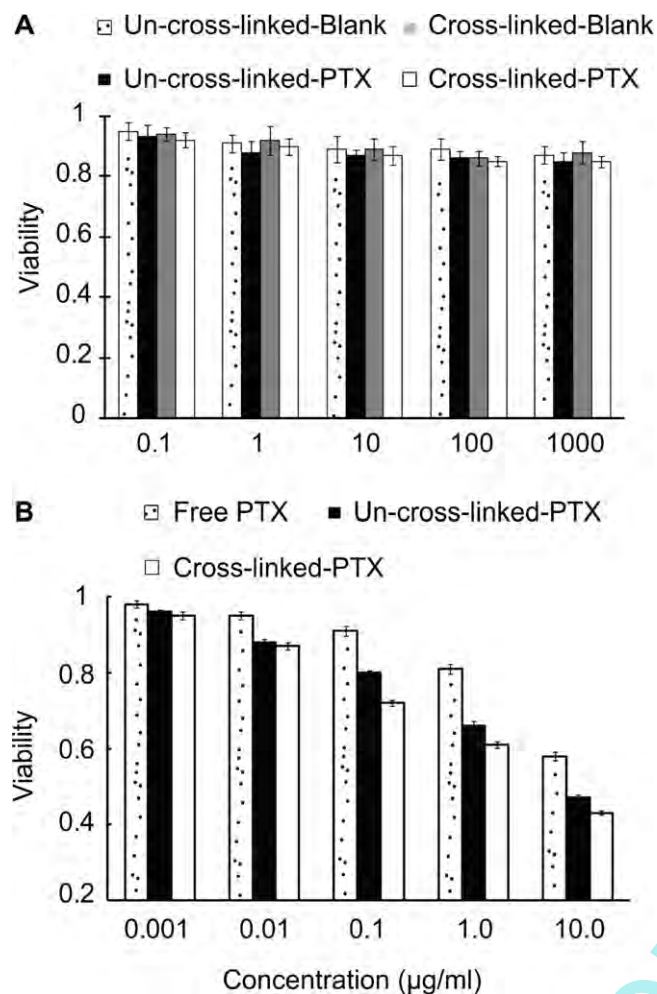 A
Un-cross-linked-Blank Cross-linked-Blank
Un-cross-linked-PTX Cross-linked-PTX
1
0.8
0.6
0.4
0.2
0
Viability
0.1 1 10 100 1000
B
Free PTX Un-cross-linked-PTX
Cross-linked-PTX
1
0.8
0.6
0.4
0.2
Viability
0.001 0.01 0.1 1.0 10.0
Concentration (µg/ml)